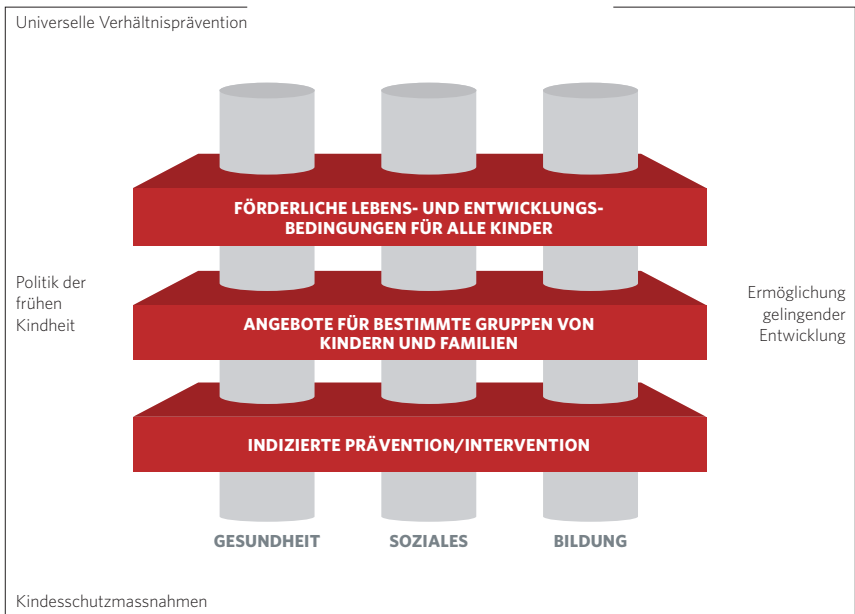 Universelle Verhältnisprävention
FÖRDERLICHE LEBENS- UND ENTWICKLUNGS-
BEDINGUNGEN FÜR ALLE KINDER
Politik der
frühen
Kindheit
ANGEBOTE FÜR BESTIMMTE GRUPPEN VON
KINDERN UND FAMILIEN
Ermöglichung
gelingender
Entwicklung
INDIZIERTE PRÄVENTION/INTERVENTION
GESUNDHEIT
SOZIALES
BILDUNG
Kindesschutzmassnahmen